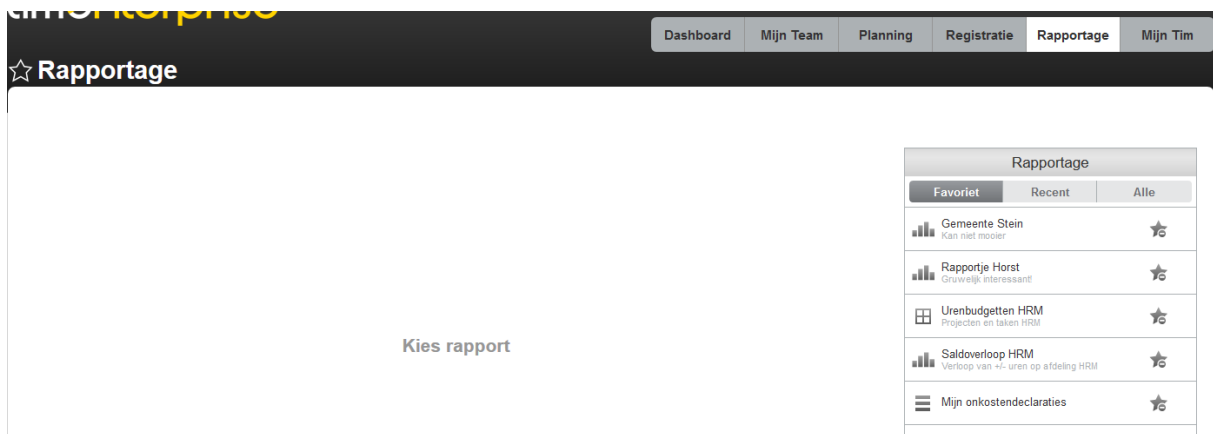 Dashboard
Mijn Team
Planning
Registratie
Rapportage
Mijn Tim
Rapportage
Rapportage
Favoriet
Recent
Alle
Gemeente Stein
Kan niet mooier
Rapportje Horst
Gruwelijk interessant!
Urenbudgetten HRM
Projecten en taken HRM
Kies rapport
Saldoverloop HRM
Verloop van +/- uren op afdeling HRM
Mijn onkostendeclaraties